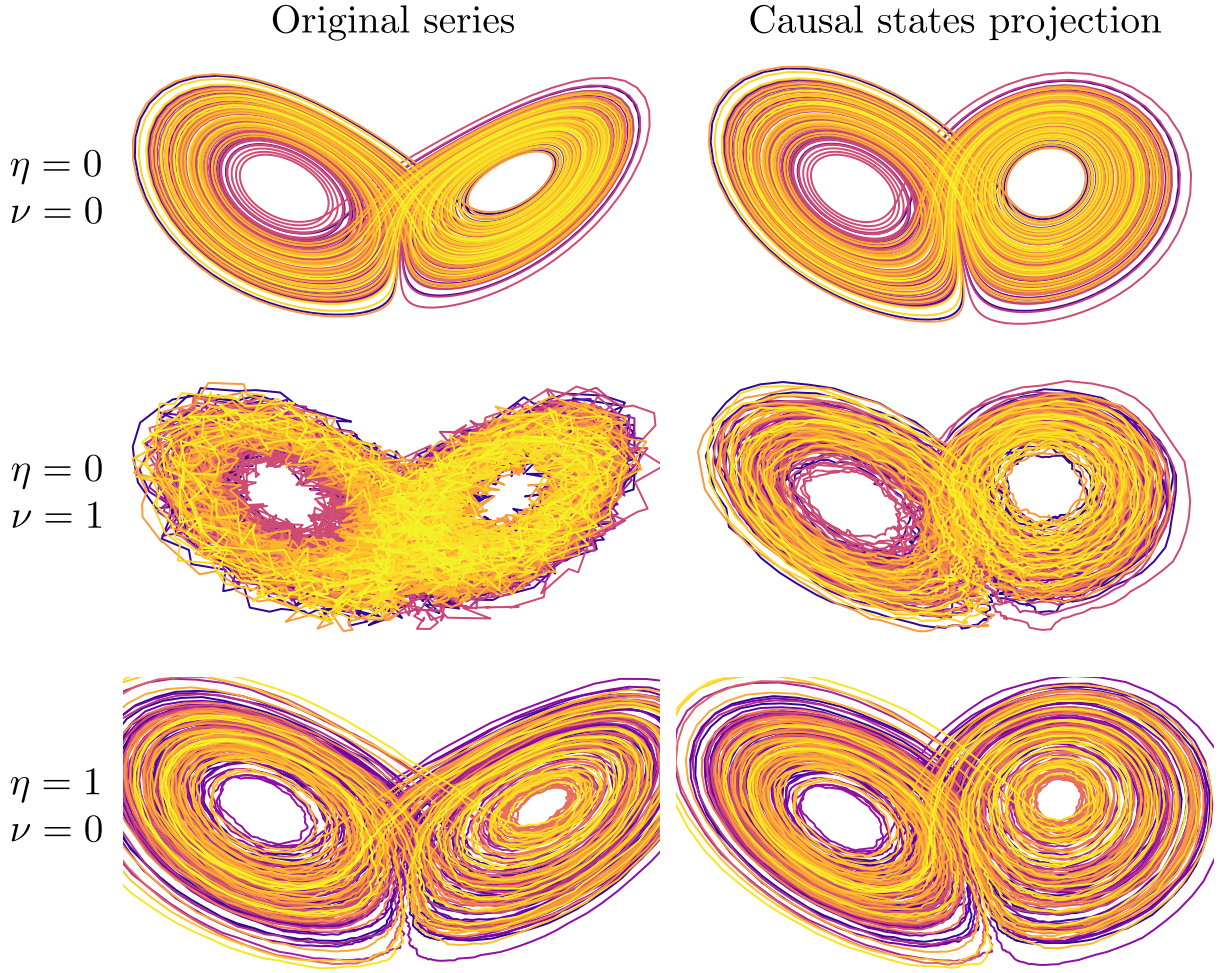 Original series
Causal states projection
η = 0
ν = 0
η = 0
ν = 1
η = 1
ν = 0